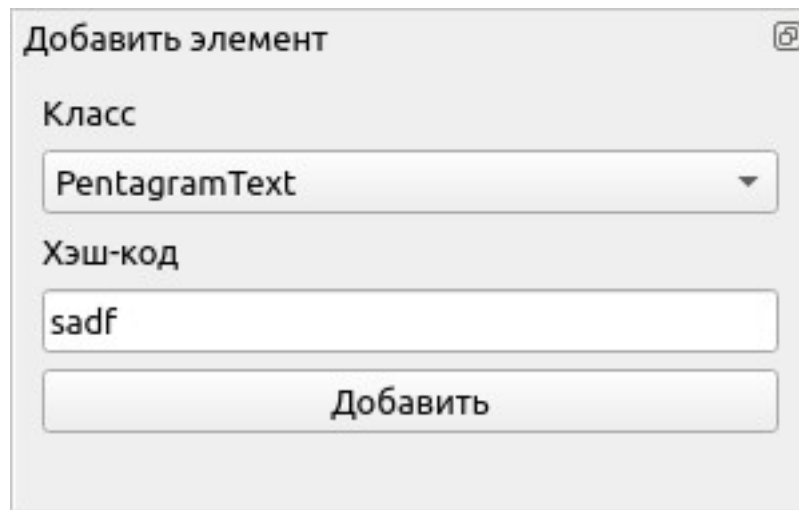 Добавить элемент
Класс
PentagramText
Хэш-код
sadf
Добавить